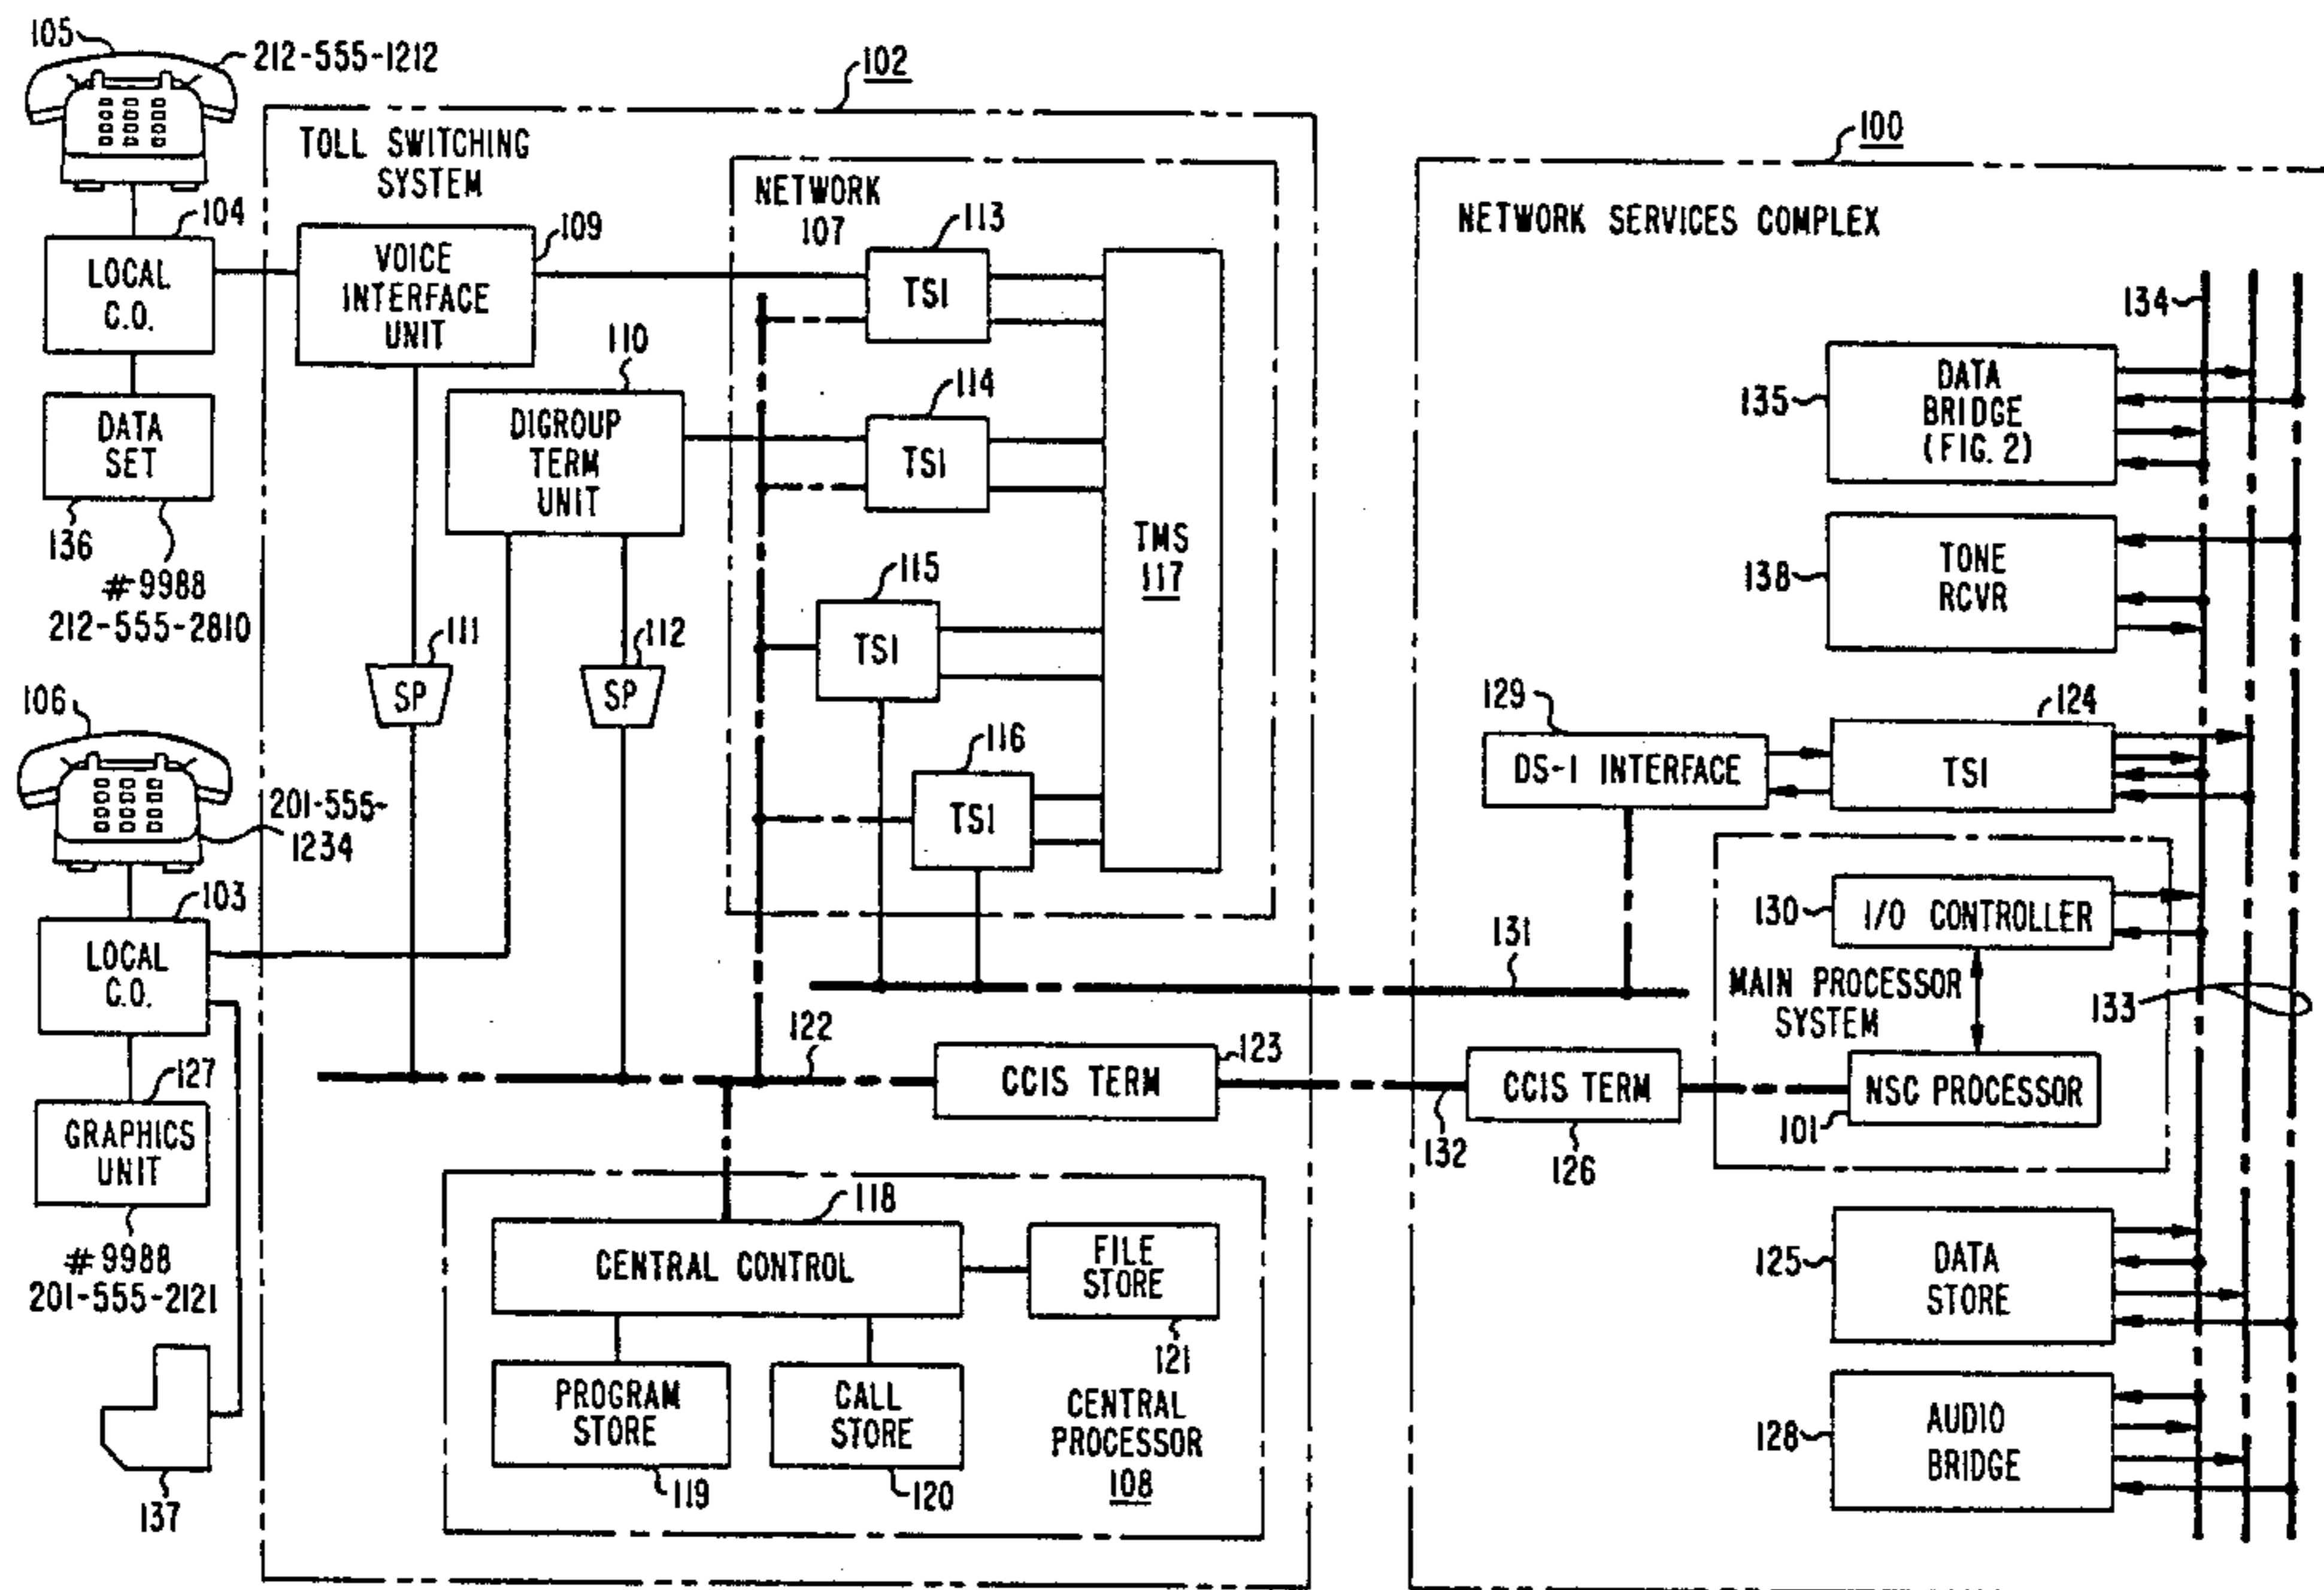 105
212-555-1212
102
100
TOLL SWITCHING
SYSTEM
NETWORK
107
NETWORK SERVICES COMPLEX
104
LOCAL
C.O.
VOICE
INTERFACE
UNIT
109
113
TSI
134
DATA
SET
136
#9988
212-555-2810
110
DIGROUP
TERM
UNIT
114
TSI
TMS
117
135
DATA
BRIDGE
(FIG. 2)
138
TONE
RCVR
111
SP
112
SP
115
TSI
116
TSI
129
DS-1 INTERFACE
124
TSI
106
201-555-
1234
103
LOCAL
C.O.
131
130
I/O CONTROLLER
MAIN PROCESSOR
SYSTEM
133
122
CCIS TERM
123
132
CCIS TERM
126
NSC PROCESSOR
101
127
GRAPHICS
UNIT
#9988
201-555-2121
137
118
CENTRAL CONTROL
FILE
STORE
121
PROGRAM
STORE
119
CALL
STORE
120
CENTRAL
PROCESSOR
108
125
DATA
STORE
128
AUDIO
BRIDGE